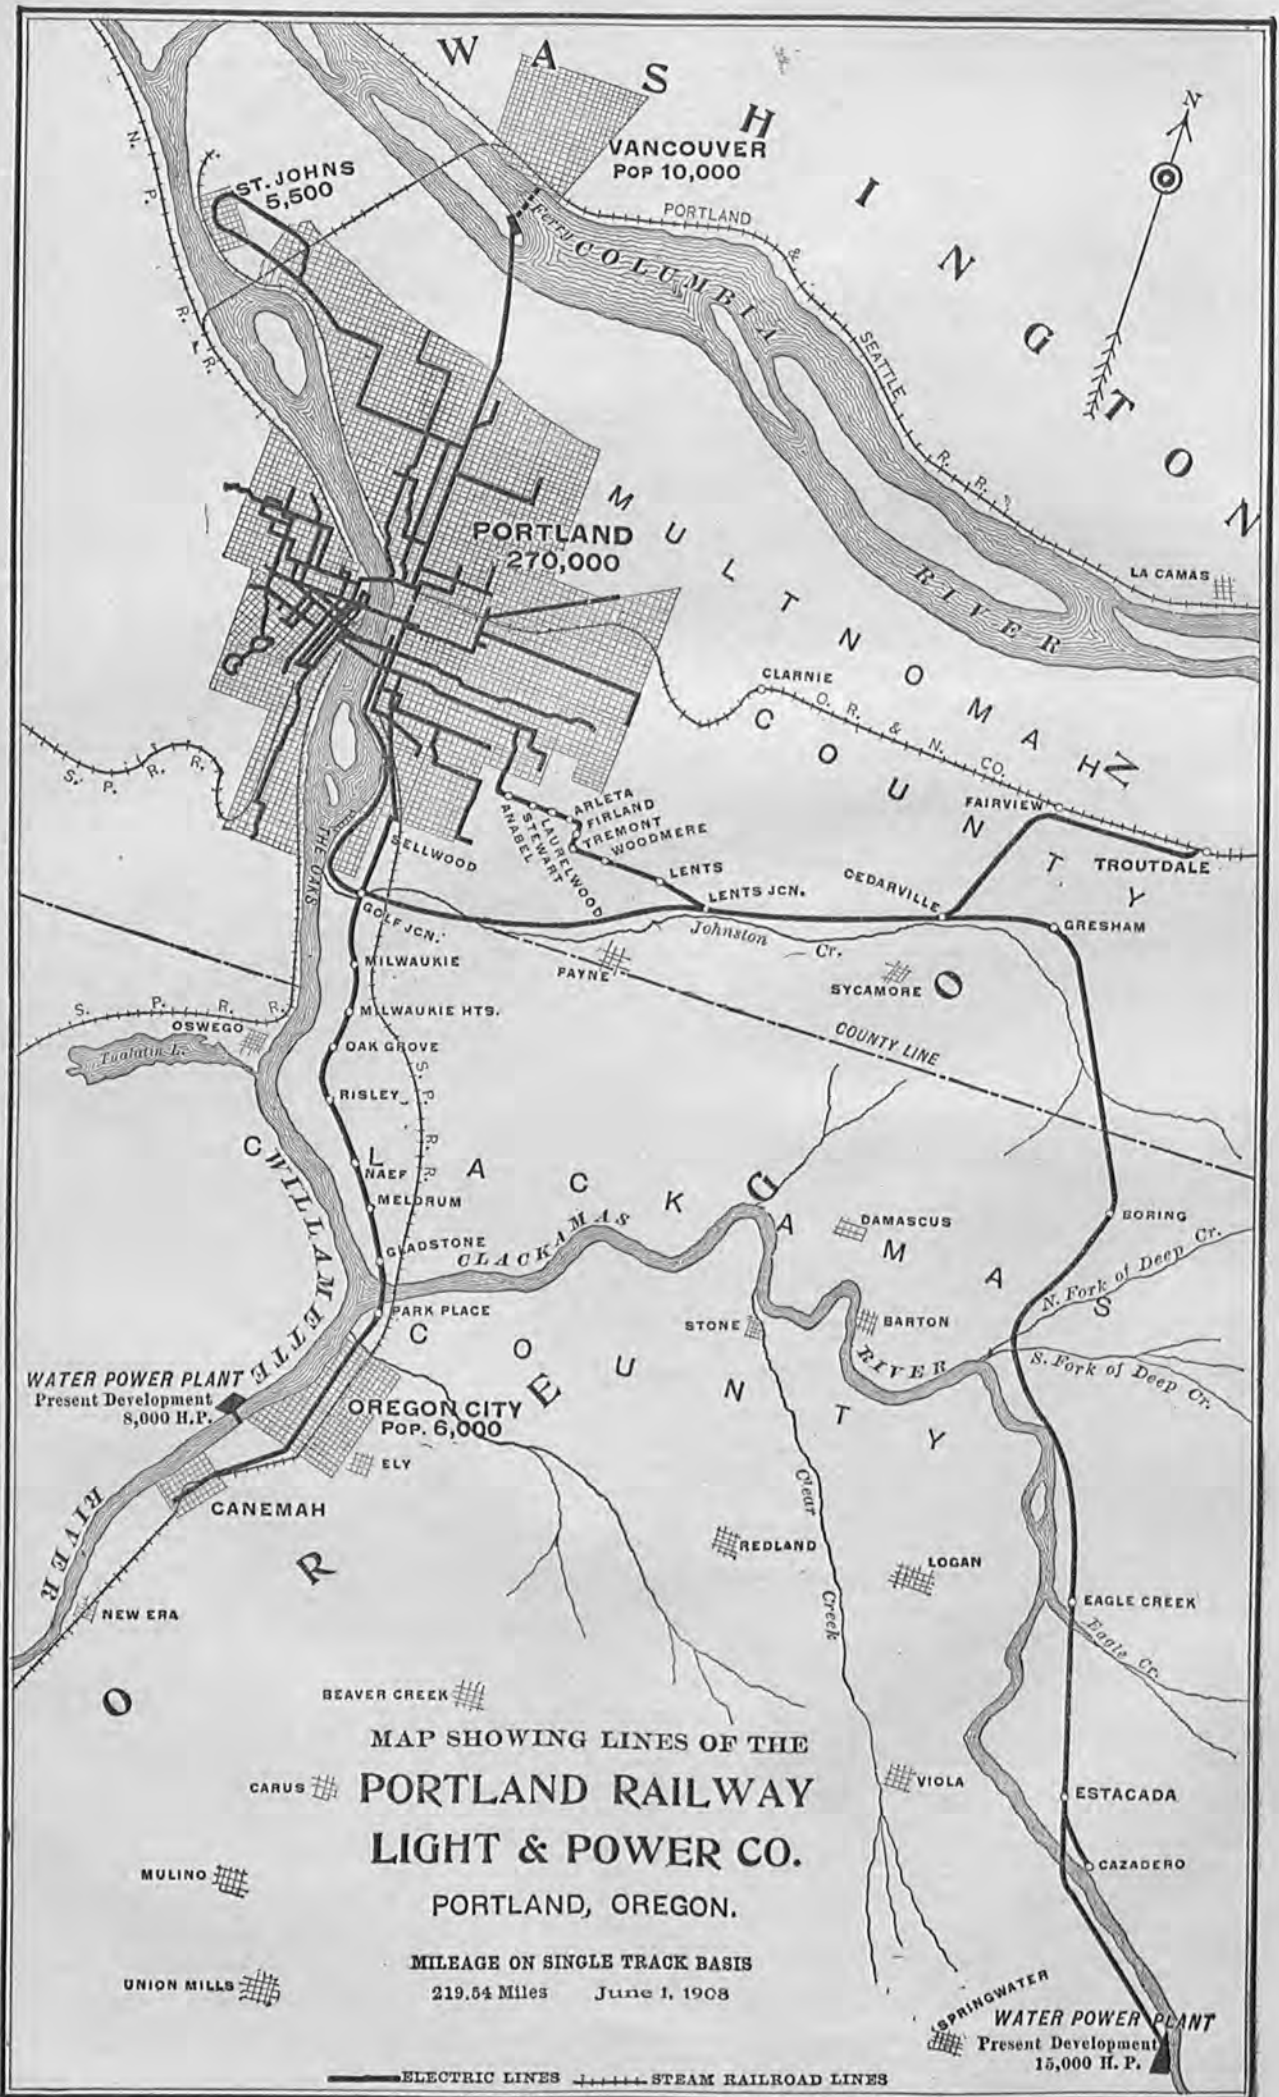 WASHINGTON
N
VANCOUVER
POP 10,000
ST. JOHNS
5,500
N. P. R. R.
Ferry
PORTLAND & SEATTLE R. R.
COLUMBIA RIVER
PORTLAND
270,000
MULTNOMAH COUNTY
LA CAMAS
CLARNIE
O. R. & N. CO.
FAIRVIEW
TROUTDALE
S. P. R. R.
ARLETA
FIRLAND
TREMONT
WOODMERE
LAURELWOOD
STEWART
ANABEL
SELLWOOD
THE OAKS
LENTS
LENTS JCN.
CEDARVILLE
GRESHAM
GOLF JCN.
Johnston Cr.
MILWAUKIE
PAYNE
SYCAMORE
COUNTY LINE
MILWAUKIE HTS.
S. P. R. R.
OSWEGO
Tualatin L.
OAK GROVE
S. P. R. R.
RISLEY
NAEF
MELDRUM
GLADSTONE
CLACKAMAS COUNTY
CLACKAMAS RIVER
WILLAMETTE RIVER
DAMASCUS
BORING
N. Fork of Deep Cr.
S. Fork of Deep Cr.
PARK PLACE
STONE
BARTON
WATER POWER PLANT
Present Development
8,000 H.P.
OREGON CITY
POP. 6,000
ELY
CANEMAH
OREGON
Clear Creek
REDLAND
LOGAN
NEW ERA
EAGLE CREEK
Eagle Cr.
BEAVER CREEK
CARUS
VIOLA
ESTACADA
CAZADERO
MULINO
UNION MILLS
MAP SHOWING LINES OF THE
PORTLAND RAILWAY
LIGHT & POWER CO.
PORTLAND, OREGON.
MILEAGE ON SINGLE TRACK BASIS
219.54 Miles June 1, 1908
SPRINGWATER
WATER POWER PLANT
Present Development
15,000 H. P.
ELECTRIC LINES STEAM RAILROAD LINES